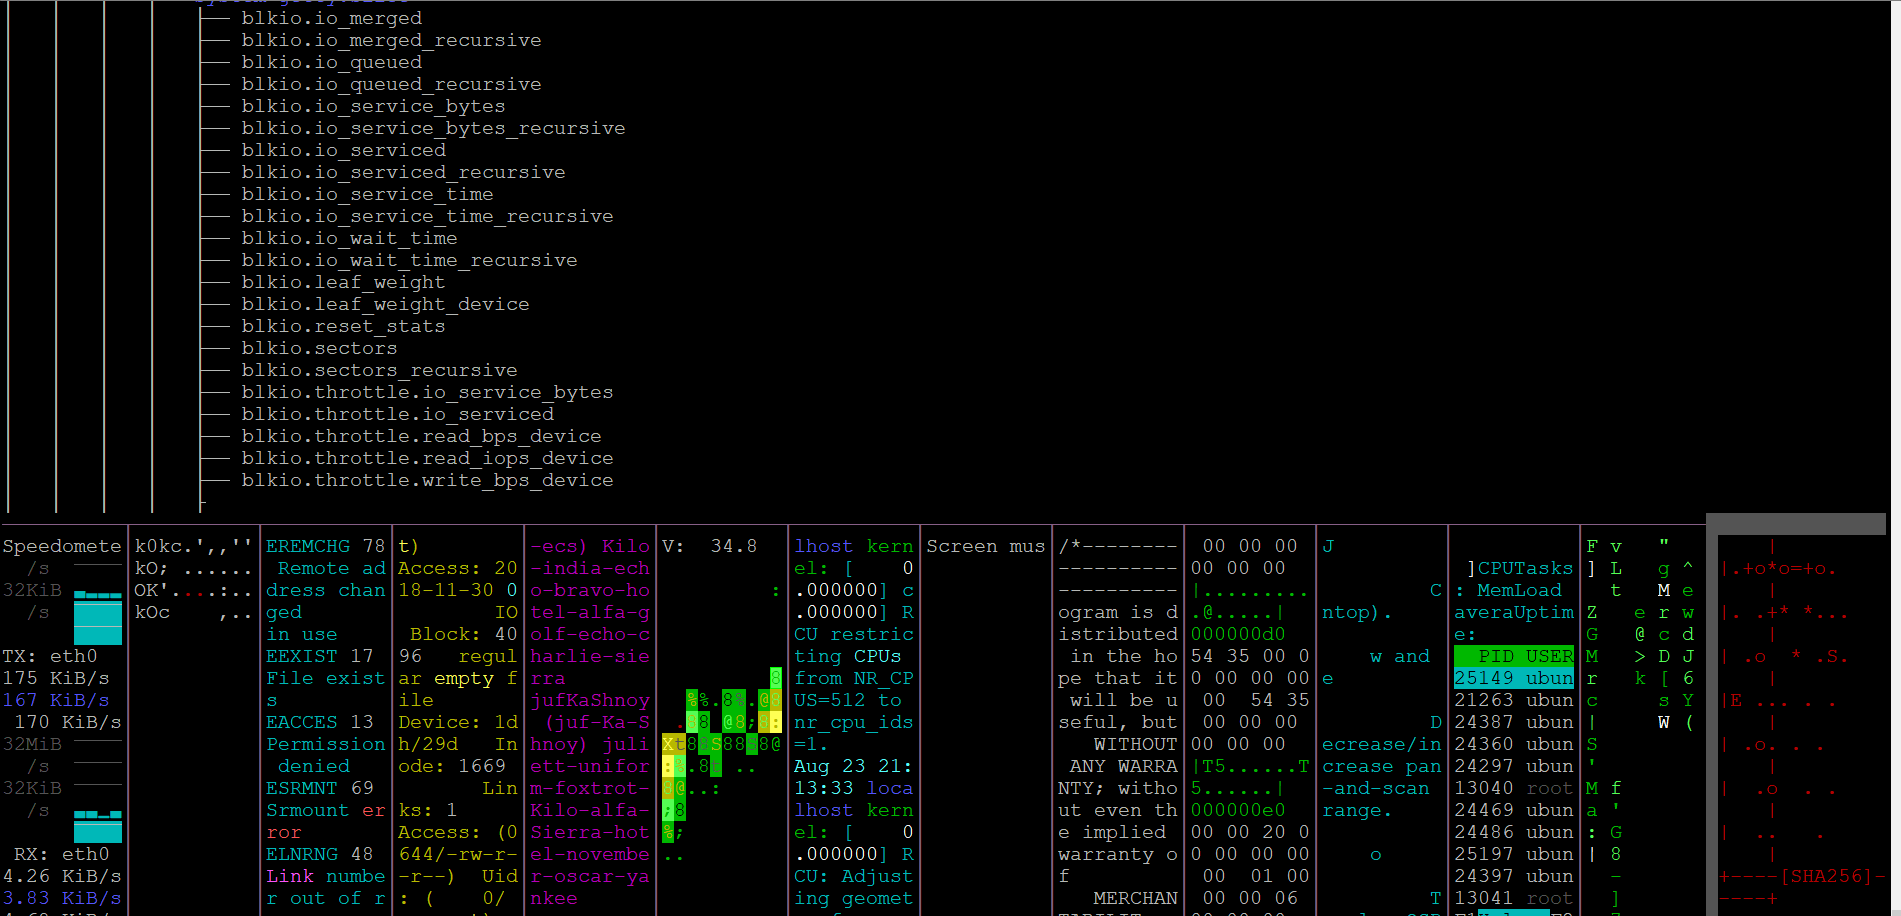 blkio.io_merged
blkio.io_merged_recursive
blkio.io_queued
blkio.io_queued_recursive
blkio.io_service_bytes
blkio.io_service_bytes_recursive
blkio.io_serviced
blkio.io_serviced_recursive
blkio.io_service_time
blkio.io_service_time_recursive
blkio.io_wait_time
blkio.io_wait_time_recursive
blkio.leaf_weight
blkio.leaf_weight_device
blkio.reset_stats
blkio.sectors
blkio.sectors_recursive
blkio.throttle.io_service_bytes
blkio.throttle.io_serviced
blkio.throttle.read_bps_device
blkio.throttle.read_iops_device
blkio.throttle.write_bps_device
Speedomete
/s
32KiB
/s
TX: eth0
175 KiB/s
167 KiB/s
170 KiB/s
32MiB
/s
32KiB
/s
RX: eth0
4.26 KiB/s
3.83 KiB/s
k0kc.',,''
kO; ......
OK'.....:..
kOc ,..
EREMCHG 78
Remote ad
dress chan
ged
in use
EEXIST 17
File exist
s
EACCES 13
Permission
denied
ESRMNT 69
Srmount er
ror
ELNRNG 48
Link numbe
r out of r
t)
Access: 20
18-11-30 0
IO
Block: 40
96 regul
ar empty f
ile
Device: 1d
h/29d In
ode: 1669
Lin
ks: 1
Access: (0
644/-rw-r-
-r--) Uid
: ( 0/
-ecs) Kilo
-india-ech
o-bravo-ho
tel-alfa-g
olf-echo-c
harlie-sie
rra
jufKaShnoy
(juf-Ka-S
hnoy) juli
ett-unifor
m-foxtrot-
Kilo-alfa-
Sierra-hot
el-novembe
r-oscar-ya
nkee
V: 34.8
lhost kern
el: [ 0
.000000] c
.000000] R
CU restric
ting CPUs
from NR_CP
US=512 to
nr_cpu_ids
=1.
Aug 23 21:
13:33 loca
lhost kern
el: [ 0
.000000] R
CU: Adjust
ing geomet
Screen mus
/*--------
----------
----------
ogram is d
istributed
in the ho
pe that it
will be u
seful, but
WITHOUT
ANY WARRA
NTY; witho
ut even th
e implied
warranty o
f
MERCHAN
00 00 00
00 00 00
|.........
.@......|
000000d0
54 35 00 0
0 00 00 00
00 54 35
00 00 00
00 00 00
|T5......T
5......|
000000e0
00 00 20 0
0 00 00 00
00 01 00
00 00 06
J
C
ntop).
w and
e
D
ecrease/in
crease pan
-and-scan
range.
o
T
]CPUTasks
: MemLoad
averaUptim
e:
PID USER
25149 ubun
21263 ubun
24387 ubun
24360 ubun
24297 ubun
13040 root
24469 ubun
24486 ubun
25197 ubun
24397 ubun
13041 root
F v "
] L g ^
t M e
Z e r w
G @ c d
M > D J
r k [ 6
c s Y
| W (
S
'
M f
a '
: G
| 8
-
]
|
|.+o*o=+o.
|
|. .+* *...
|
| .o * .S.
|
|E ... . .
|
| .o. . .
|
| .o . .
|
| .. .
|
+----[SHA256]-
----+